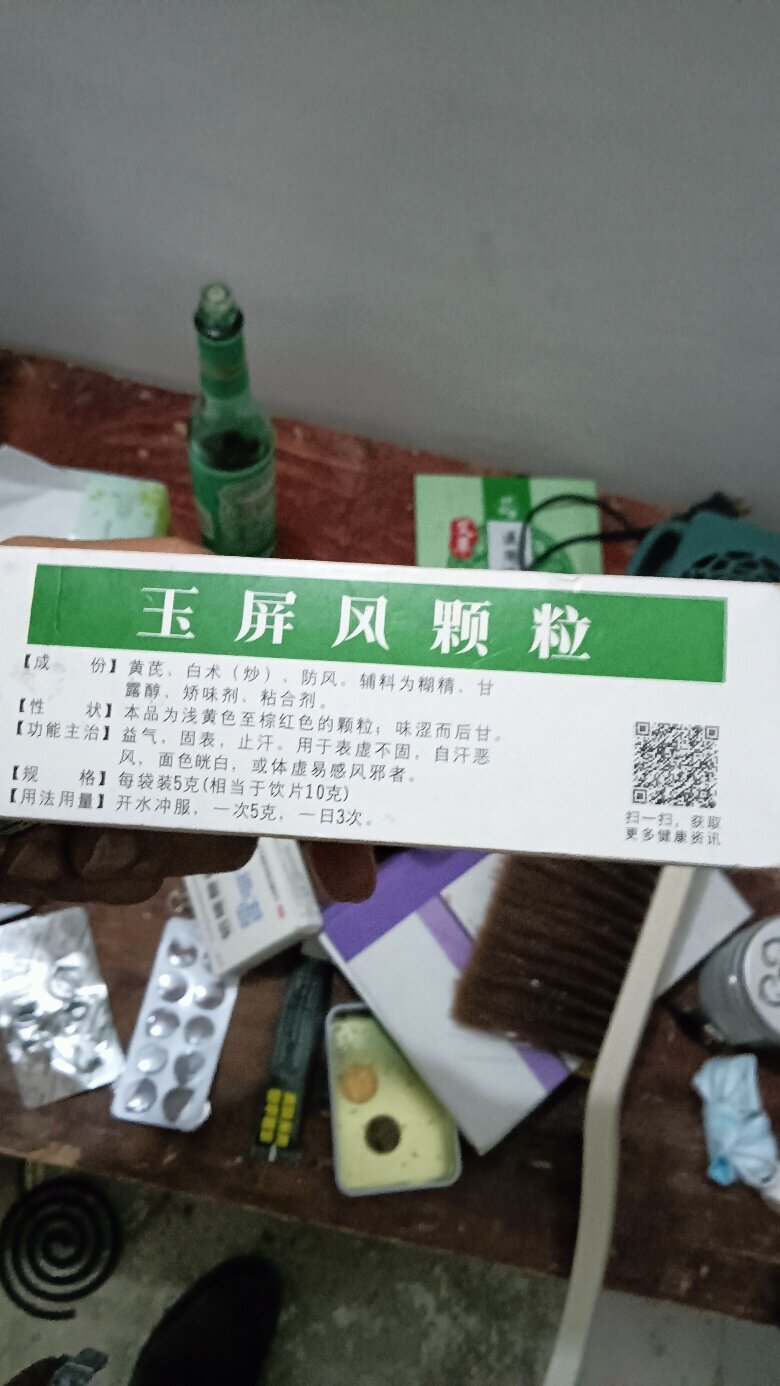 玉屏风颗粒
【成　份】黄芪、白术（炒）、防风。辅料为糊精、甘
露醇、矫味剂、粘合剂。
【性　状】本品为浅黄色至棕红色的颗粒；味涩而后甘。
【功能主治】益气，固表，止汗。用于表虚不固，自汗恶
风，面色㿠白，或体虚易感风邪者。
【规　格】每袋装5克(相当于饮片10克)
【用法用量】开水冲服，一次5克，一日3次。
扫一扫，获取
更多健康资讯